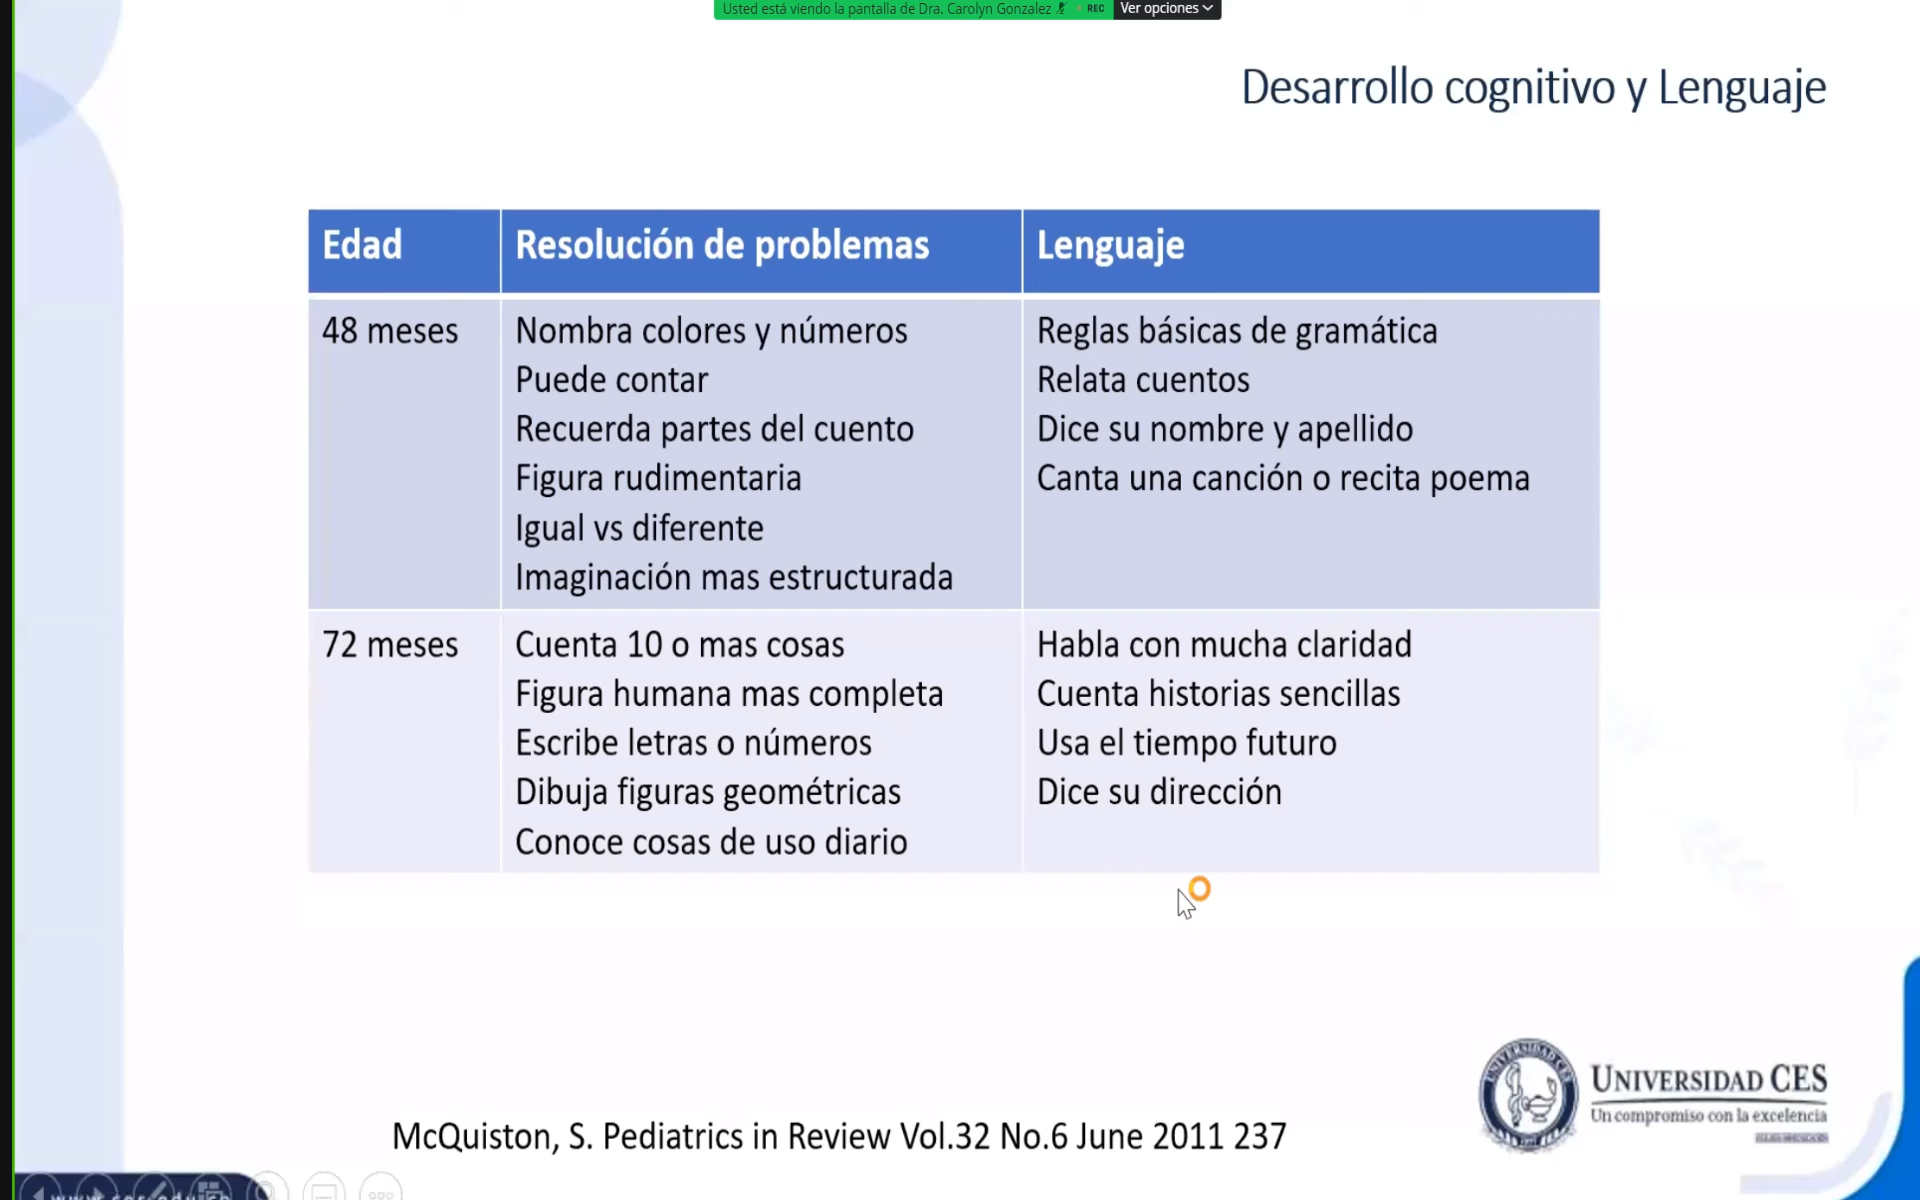 Usted está viendo la pantalla de Dra. Carolyn Gonzalez REC Ver opciones
Desarrollo cognitivo y Lenguaje
Edad Resolución de problemas Lenguaje
48 meses
Nombra colores y números
Puede contar
Recuerda partes del cuento
Figura rudimentaria
Igual vs diferente
Imaginación mas estructurada
Reglas básicas de gramática
Relata cuentos
Dice su nombre y apellido
Canta una canción o recita poema
72 meses
Cuenta 10 o mas cosas
Figura humana mas completa
Escribe letras o números
Dibuja figuras geométricas
Conoce cosas de uso diario
Habla con mucha claridad
Cuenta historias sencillas
Usa el tiempo futuro
Dice su dirección
McQuiston, S. Pediatrics in Review Vol.32 No.6 June 2011 237
UNIVERSIDAD CES
Un compromiso con la excelencia